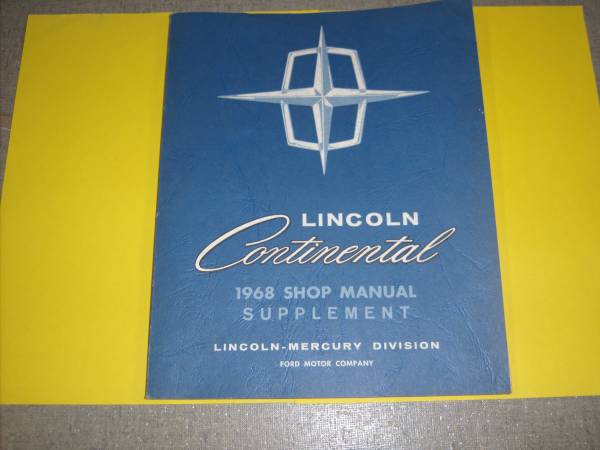 LINCOLN
Continental
1968 SHOP MANUAL
SUPPLEMENT
LINCOLN-MERCURY DIVISION
FORD MOTOR COMPANY